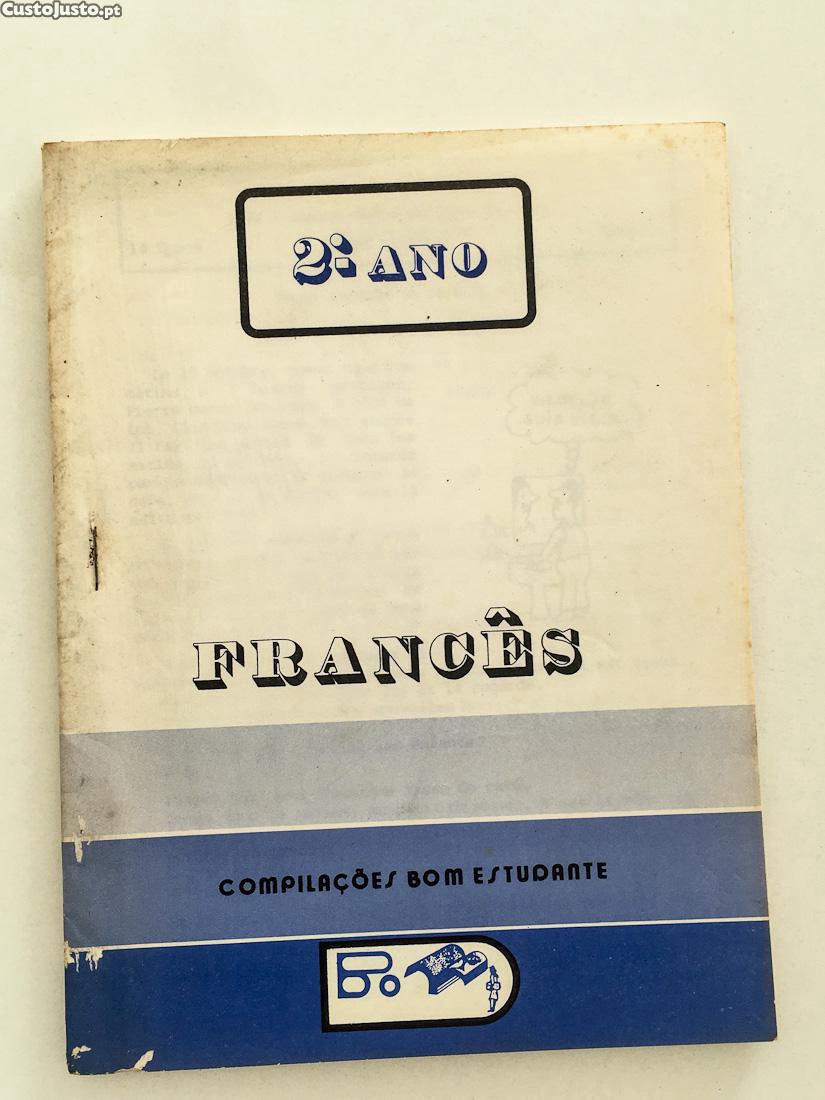 CustoJusto.pt
2º ANO
FRANCÊS
COMPILAÇÕES BOM ESTUDANTE